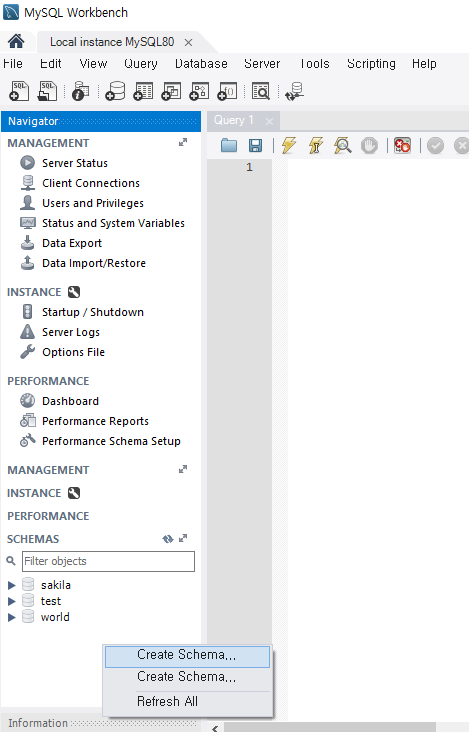 MySQL Workbench
Local instance MySQL80
File Edit View Query Database Server Tools Scripting Help
Navigator
Query 1
MANAGEMENT
1
Server Status
Client Connections
Users and Privileges
Status and System Variables
Data Export
Data Import/Restore
INSTANCE
Startup / Shutdown
Server Logs
Options File
PERFORMANCE
Dashboard
Performance Reports
Performance Schema Setup
MANAGEMENT
INSTANCE
PERFORMANCE
SCHEMAS
Filter objects
sakila
test
world
Create Schema...
Create Schema...
Refresh All
Information